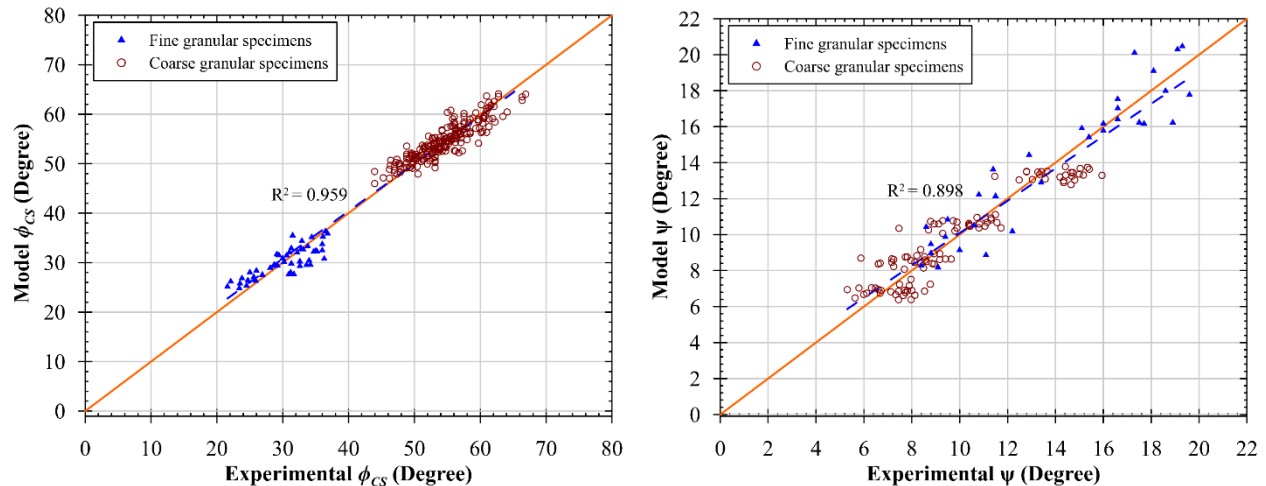 80
70
60
50
40
30
20
10
0
Model ϕCS (Degree)
Fine granular specimens
Coarse granular specimens
R² = 0.959
0 10 20 30 40 50 60 70 80
Experimental ϕCS (Degree)
22
20
18
16
14
12
10
8
6
4
2
0
Model ψ (Degree)
Fine granular specimens
Coarse granular specimens
R² = 0.898
0 2 4 6 8 10 12 14 16 18 20 22
Experimental ψ (Degree)